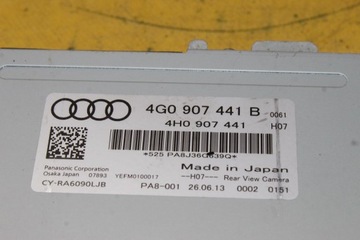 4G0 907 441 B 0061
4H0 907 441 H07
*525 PA8J36G639Q*
Made in Japan
Panasonic Corporation
Osaka Japan 07693 YEFM0100017 --H07-- Rear View Camera
CY-RA6090LJB PA8-001 26.06.13 0002 0151